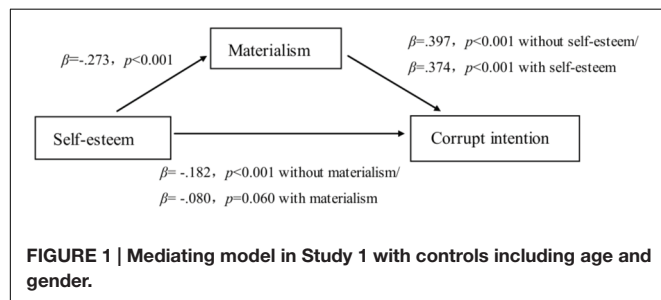 Materialism
β=-.273, p<0.001
β=.397, p<0.001 without self-esteem/
β=.374, p<0.001 with self-esteem
Self-esteem
Corrupt intention
β= -.182, p<0.001 without materialism/
β= -.080, p=0.060 with materialism
FIGURE 1 | Mediating model in Study 1 with controls including age and
gender.